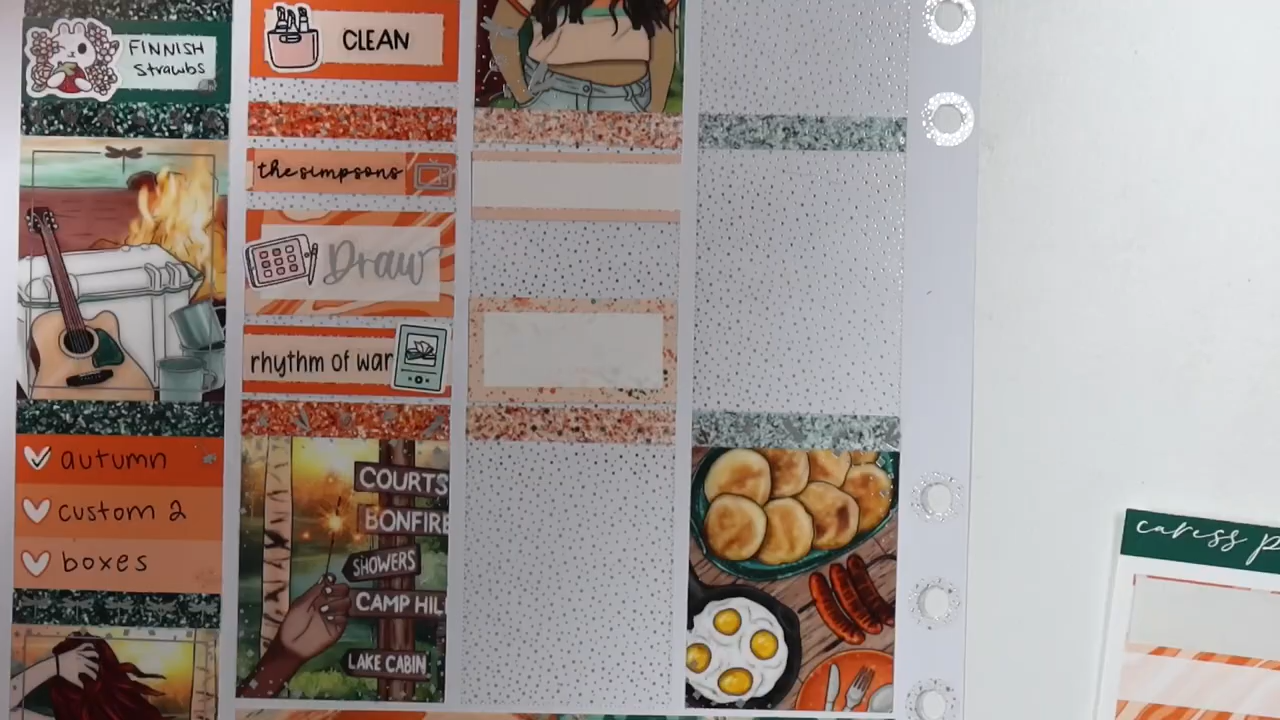 FINNISH
Strawbs
autumn
custom 2
boxes
CLEAN
the simpsons
Draw
rhythm of war
COURTS
BONFIRE
SHOWERS
CAMP HIL
LAKE CABIN
caress p